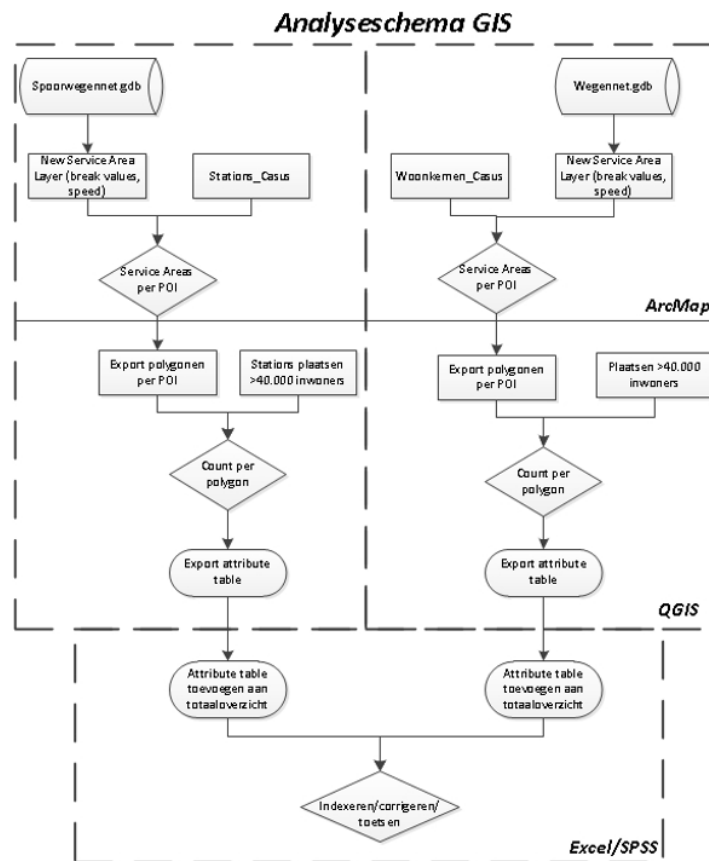 Analyseschema GIS
Spoorwegennet.gdb
Wegennet.gdb
New Service Area
Layer (break values,
speed)
Stations_Casus
Woonkernen_Casus
New Service Area
Layer (break values,
speed)
Service Areas
per POI
Service Areas
per POI
ArcMap
Export polygonen
per POI
Stations plaatsen
>40.000 inwoners
Export polygonen
per POI
Plaatsen >40.000
inwoners
Count per
polygon
Count per
polygon
Export attribute
table
Export attribute
table
QGIS
Attribute table
toevoegen aan
totaaloverzicht
Attribute table
toevoegen aan
totaaloverzicht
Indexeren/corrigeren/
toetsen
Excel/SPSS